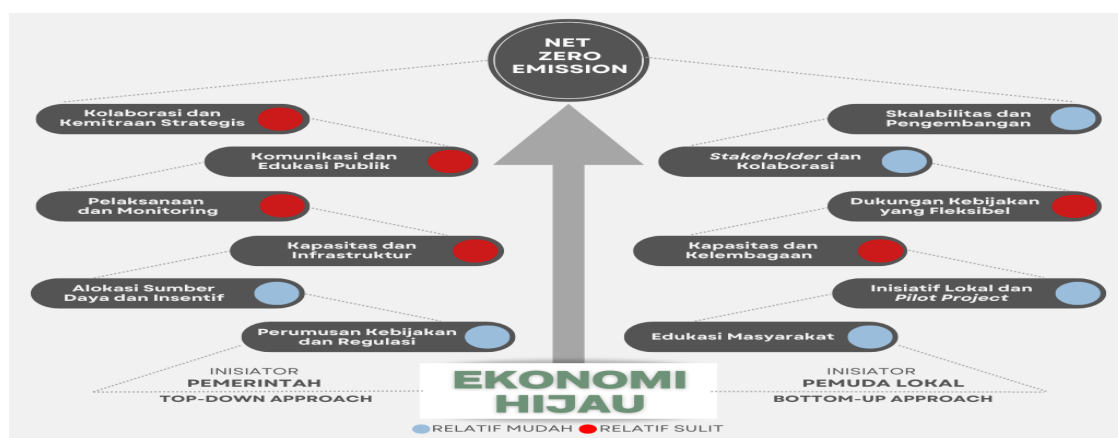 NET
ZERO
EMISSION
Kolaborasi dan
Kemitraan Strategis
Komunikasi dan
Edukasi Publik
Pelaksanaan
dan Monitoring
Kapasitas dan
Infrastruktur
Alokasi Sumber
Daya dan Insentif
Perumusan Kebijakan
dan Regulasi
INISIATOR
PEMERINTAH
TOP-DOWN APPROACH
Skalabilitas dan
Pengembangan
Stakeholder dan
Kolaborasi
Dukungan Kebijakan
yang Fleksibel
Kapasitas dan
Kelembagaan
Inisiatif Lokal dan
Pilot Project
Edukasi Masyarakat
INISIATOR
PEMUDA LOKAL
BOTTOM-UP APPROACH
EKONOMI
HIJAU
RELATIF MUDAH RELATIF SULIT